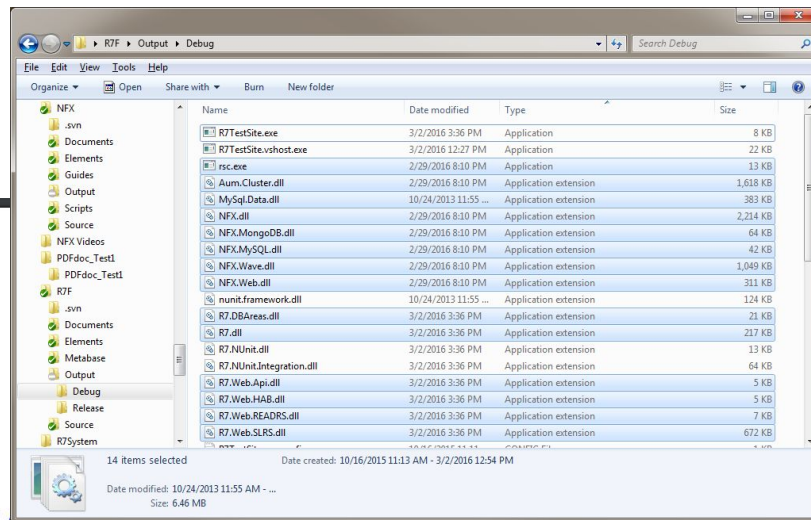 R7F ▸ Output ▸ Debug
Search Debug
File Edit View Tools Help
Organize Open Share with Burn New folder
NFX
.svn
Documents
Elements
Guides
Output
Scripts
Source
NFX Videos
PDFdoc_Test1
PDFdoc_Test1
R7F
.svn
Documents
Elements
Metabase
Output
Debug
Release
Source
R7System
Name Date modified Type Size
R7TestSite.exe 3/2/2016 3:36 PM Application 8 KB
R7TestSite.vshost.exe 3/2/2016 12:27 PM Application 22 KB
rsc.exe 2/29/2016 8:10 PM Application 13 KB
Aum.Cluster.dll 2/29/2016 8:10 PM Application extension 1,618 KB
MySql.Data.dll 10/24/2013 11:55 ... Application extension 383 KB
NFX.dll 2/29/2016 8:10 PM Application extension 2,214 KB
NFX.MongoDB.dll 2/29/2016 8:10 PM Application extension 64 KB
NFX.MySQL.dll 2/29/2016 8:10 PM Application extension 42 KB
NFX.Wave.dll 2/29/2016 8:10 PM Application extension 1,049 KB
NFX.Web.dll 2/29/2016 8:10 PM Application extension 311 KB
nunit.framework.dll 10/24/2013 11:55 ... Application extension 124 KB
R7.DBAreas.dll 3/2/2016 3:36 PM Application extension 21 KB
R7.dll 3/2/2016 3:36 PM Application extension 217 KB
R7.NUnit.dll 3/2/2016 3:36 PM Application extension 13 KB
R7.NUnit.Integration.dll 3/2/2016 3:36 PM Application extension 64 KB
R7.Web.Api.dll 3/2/2016 3:36 PM Application extension 5 KB
R7.Web.HAB.dll 3/2/2016 3:36 PM Application extension 5 KB
R7.Web.READRS.dll 3/2/2016 3:36 PM Application extension 7 KB
R7.Web.SLRS.dll 3/2/2016 3:36 PM Application extension 672 KB
14 items selected Date created: 10/16/2015 11:13 AM - 3/2/2016 12:54 PM
Date modified: 10/24/2013 11:55 AM - ...
Size: 6.46 MB